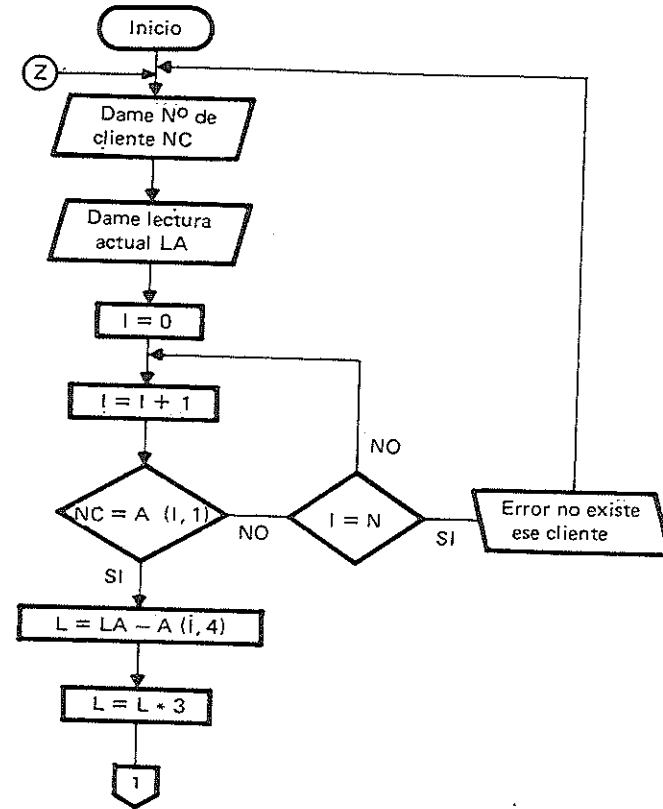 Inicio
Z
Dame Nº de
cliente NC
Dame lectura
actual LA
I = 0
I = I + 1
NC = A (I, 1)
NO
I = N
NO
SI
Error no existe
ese cliente
SI
L = LA – A (I, 4)
L = L * 3
1